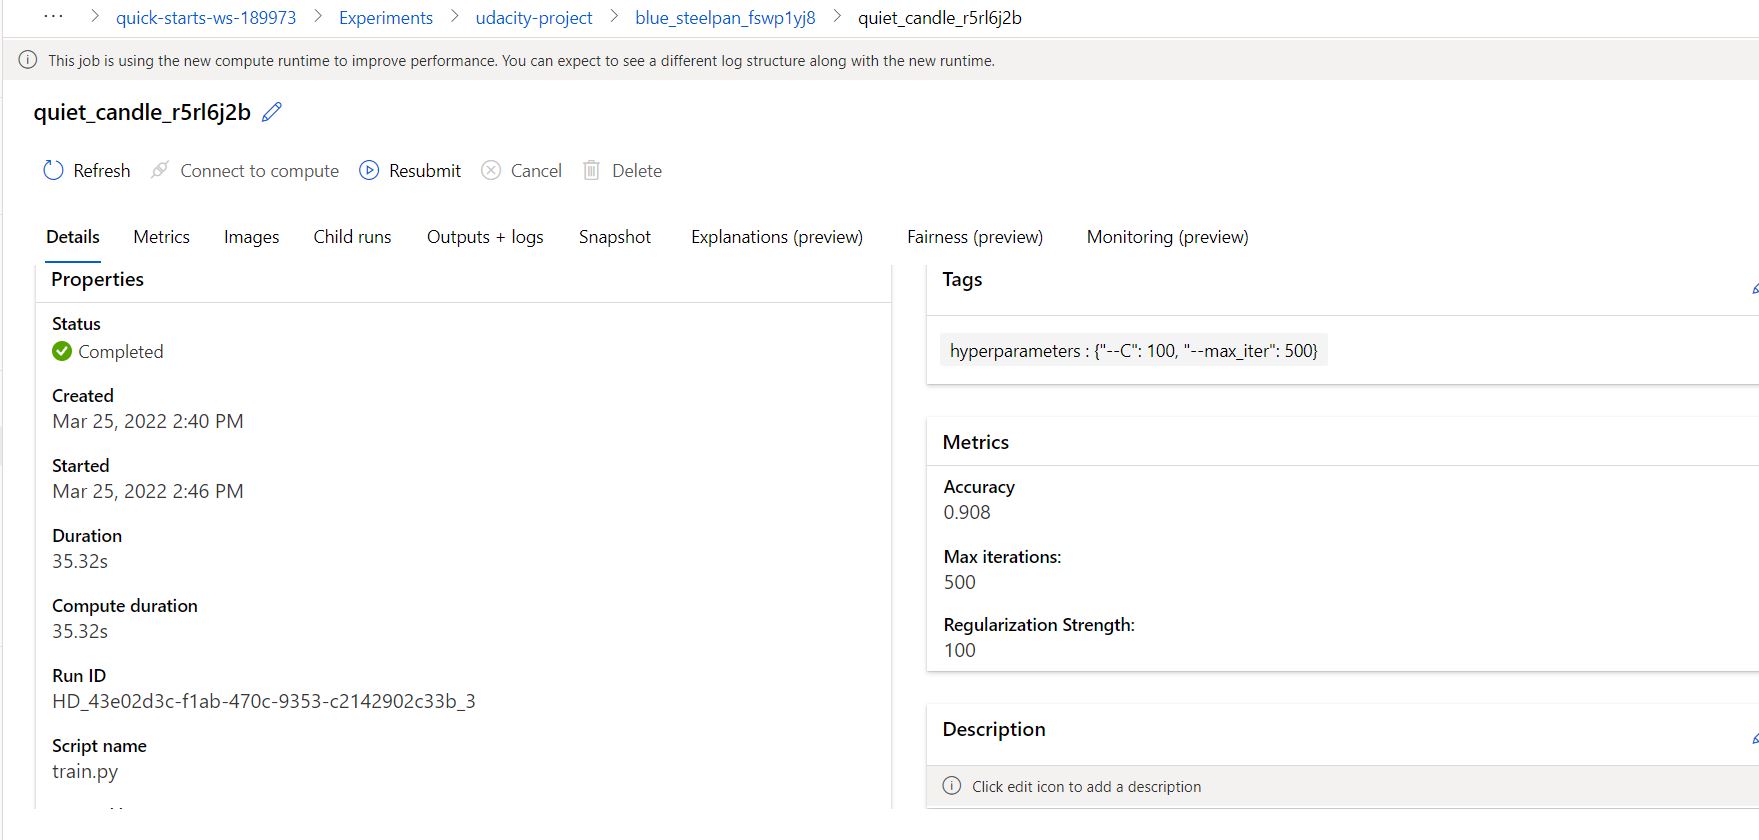 ··· > quick-starts-ws-189973 > Experiments > udacity-project > blue_steelpan_fswp1yj8 > quiet_candle_r5rl6j2b
This job is using the new compute runtime to improve performance. You can expect to see a different log structure along with the new runtime.
quiet_candle_r5rl6j2b
Refresh Connect to compute Resubmit Cancel Delete
Details Metrics Images Child runs Outputs + logs Snapshot Explanations (preview) Fairness (preview) Monitoring (preview)
Properties
Status
Completed
Created
Mar 25, 2022 2:40 PM
Started
Mar 25, 2022 2:46 PM
Duration
35.32s
Compute duration
35.32s
Run ID
HD_43e02d3c-f1ab-470c-9353-c2142902c33b_3
Script name
train.py
Tags
hyperparameters : {"--C": 100, "--max_iter": 500}
Metrics
Accuracy
0.908
Max iterations:
500
Regularization Strength:
100
Description
Click edit icon to add a description